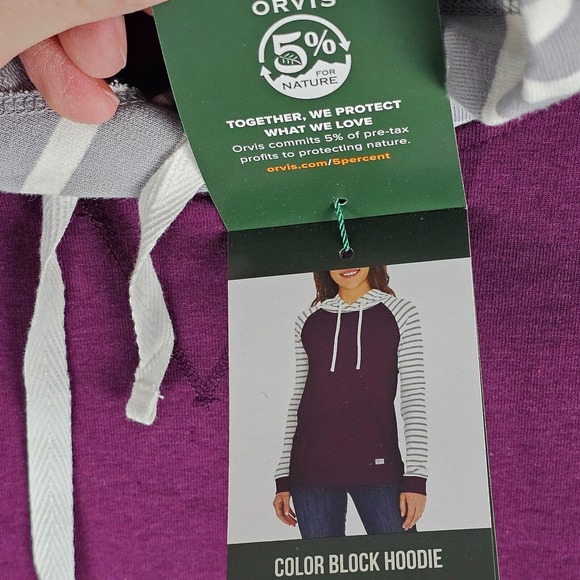 ORVIS
5%
FOR
NATURE
TOGETHER, WE PROTECT
WHAT WE LOVE
Orvis commits 5% of pre-tax
profits to protecting nature.
orvis.com/5percent
COLOR BLOCK HOODIE